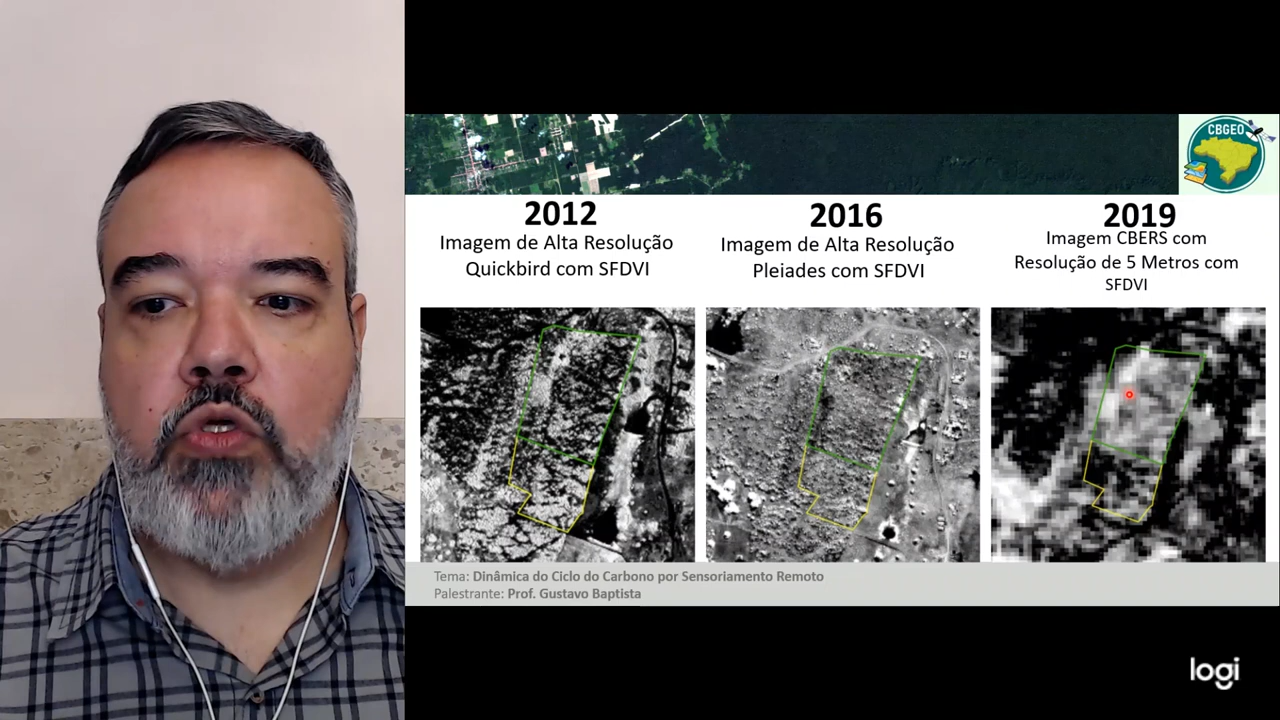 CBGEO
2012
Imagem de Alta Resolução
Quickbird com SFDVI
2016
Imagem de Alta Resolução
Pleiades com SFDVI
2019
Imagem CBERS com
Resolução de 5 Metros com
SFDVI
Tema: Dinâmica do Ciclo do Carbono por Sensoriamento Remoto
Palestrante: Prof. Gustavo Baptista
logi